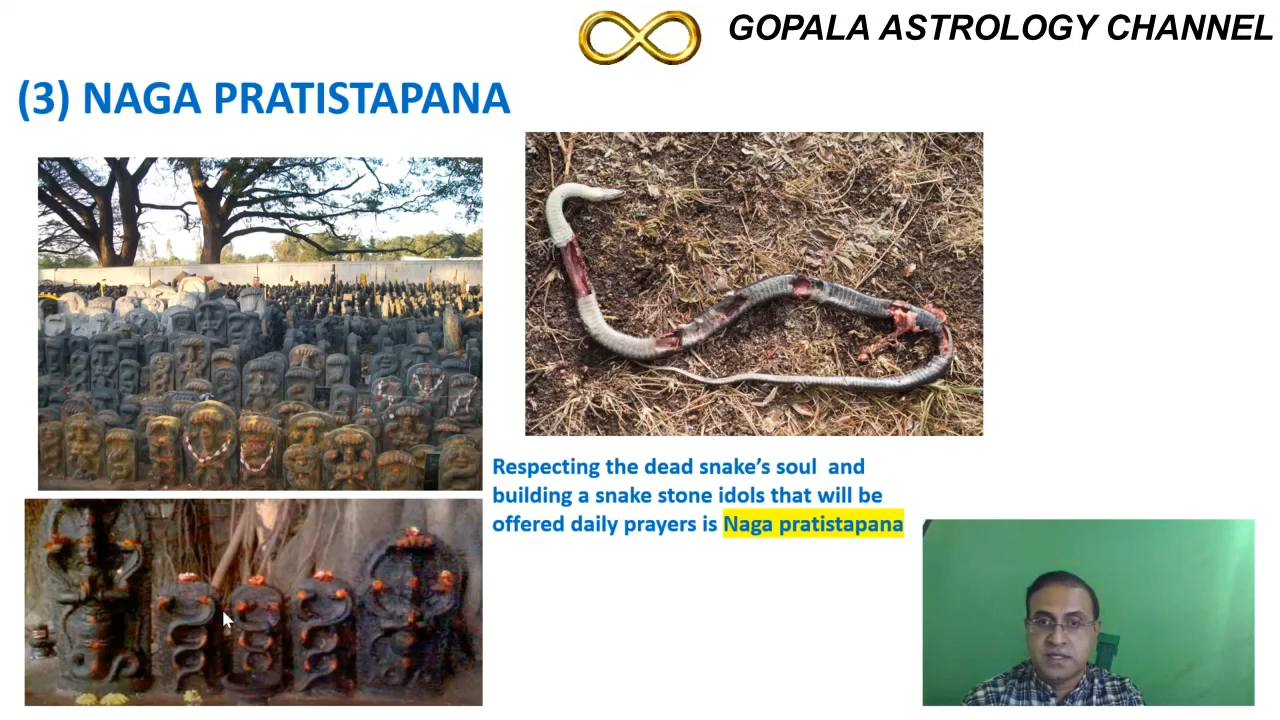 GOPALA ASTROLOGY CHANNEL
(3) NAGA PRATISTAPANA
Respecting the dead snake's soul and
building a snake stone idols that will be
offered daily prayers is Naga pratistapana